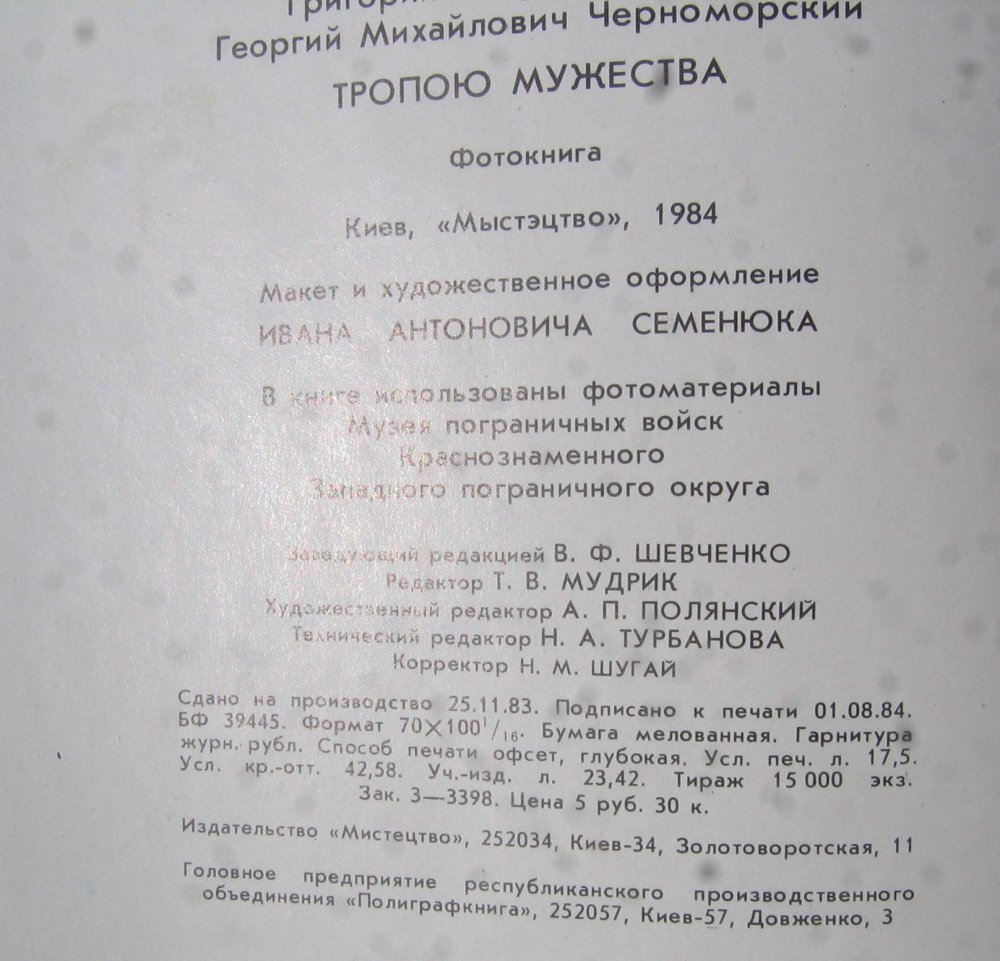 Георгий Михайлович Черноморский
ТРОПОЮ МУЖЕСТВА
Фотокнига
Киев, «Мыстэцтво», 1984
Макет и художественное оформление
ИВАНА АНТОНОВИЧА СЕМЕНЮКА
В книге использованы фотоматериалы
Музея пограничных войск
Краснознаменного
Западного пограничного округа
Заведующий редакцией В. Ф. ШЕВЧЕНКО
Редактор Т. В. МУДРИК
Художественный редактор А. П. ПОЛЯНСКИЙ
Технический редактор Н. А. ТУРБАНОВА
Корректор Н. М. ШУГАЙ
Сдано на производство 25.11.83. Подписано к печати 01.08.84.
БФ 39445. Формат 70×100¹/₁₆. Бумага мелованная. Гарнитура
журн. рубл. Способ печати офсет, глубокая. Усл. печ. л. 17,5.
Усл. кр.-отт. 42,58. Уч.-изд. л. 23,42. Тираж 15 000 экз.
Зак. 3—3398. Цена 5 руб. 30 к.
Издательство «Мистецтво», 252034, Киев-34, Золотоворотская, 11
Головное предприятие республиканского производственного
объединения «Полиграфкнига», 252057, Киев-57, Довженко, 3